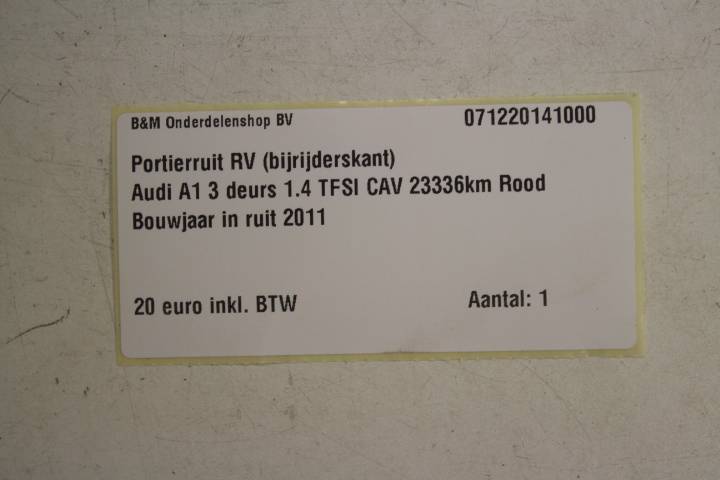 B&M Onderdelenshop BV 071220141000
Portierruit RV (bijrijderskant)
Audi A1 3 deurs 1.4 TFSI CAV 23336km Rood
Bouwjaar in ruit 2011
20 euro inkl. BTW Aantal: 1